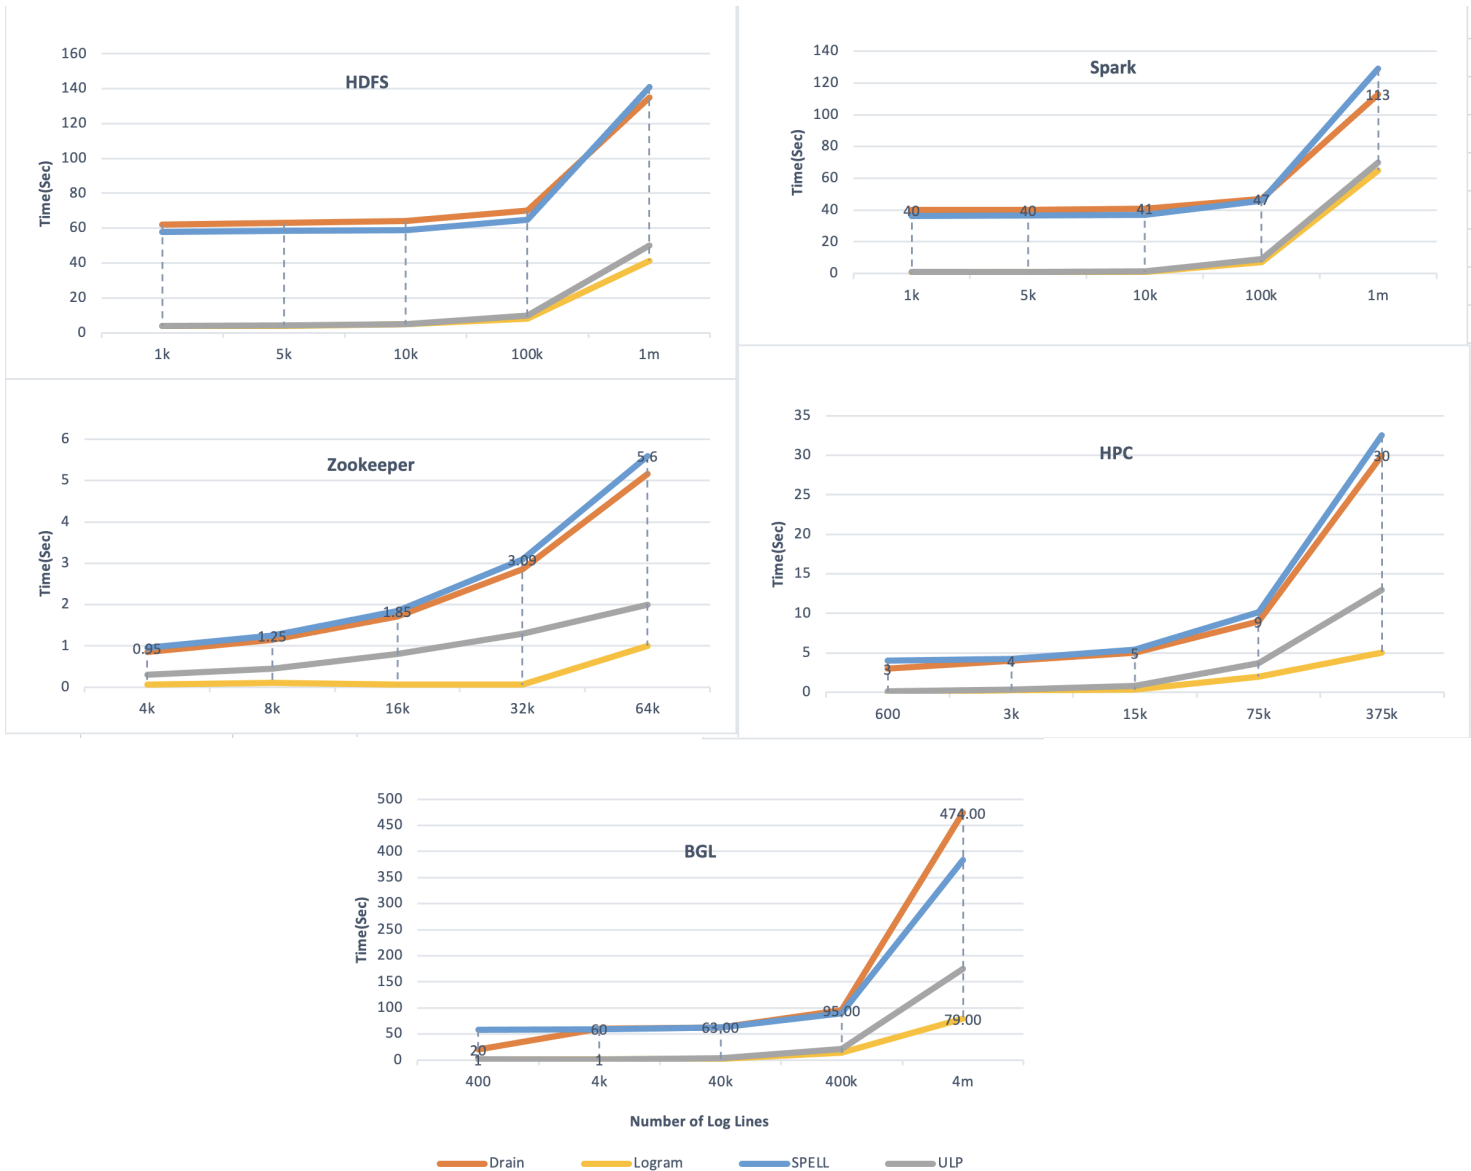 HDFS
160
140
120
100
80
60
40
20
0
Time(Sec)
1k 5k 10k 100k 1m
Spark
140
120
100
80
60
40
20
0
Time(Sec)
113
40 40 41 47
1k 5k 10k 100k 1m
Zookeeper
6
5
4
3
2
1
0
Time(Sec)
0.95 1.25 1.85 3.09 5.6
4k 8k 16k 32k 64k
HPC
35
30
25
20
15
10
5
0
Time(Sec)
3 4 5 9 30
600 3k 15k 75k 375k
BGL
500
450
400
350
300
250
200
150
100
50
0
Time(Sec)
20 60 63.00 95.00 474.00
1 1 79.00
400 4k 40k 400k 4m
Number of Log Lines
Drain Logram SPELL ULP